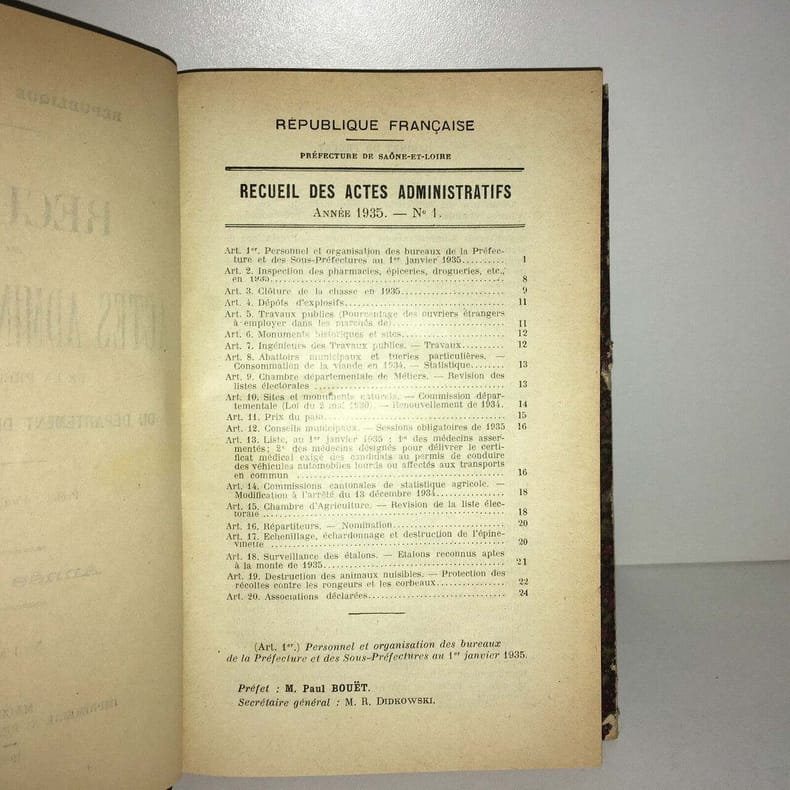 RÉPUBLIQUE FRANÇAISE
PRÉFECTURE DE SAÔNE-ET-LOIRE
RECUEIL DES ACTES ADMINISTRATIFS
ANNÉE 1935. — N° 1.
Art. 1er. Personnel et organisation des bureaux de la Préfec-
ture et des Sous-Préfectures au 1er janvier 1935.......... 1
Art. 2. Inspection des pharmacies, épiceries, drogueries, etc.,
en 1935.......... 8
Art. 3. Clôture de la chasse en 1935.......... 9
Art. 4. Dépôts d'explosifs.......... 11
Art. 5. Travaux publics (Pourcentage des ouvriers étrangers
à employer dans les marchés de).......... 11
Art. 6. Monuments historiques et sites.......... 12
Art. 7. Ingénieurs des Travaux publics. — Travaux.......... 12
Art. 8. Abattoirs municipaux et tueries particulières. —
Consommation de la viande en 1934. — Statistique.......... 13
Art. 9. Chambre départementale de Métiers. — Revision des
listes électorales .......... 13
Art. 10. Sites et monuments naturels. — Commission dépar-
tementale (Loi du 2 mai 1930). — Renouvellement de 1934. 14
Art. 11. Prix du pain.......... 15
Art. 12. Conseils municipaux. — Sessions obligatoires de 1935 16
Art. 13. Liste, au 1er janvier 1935 : 1° des médecins asser-
mentés; 2° des médecins désignés pour délivrer le certi-
ficat médical exigé des candidats au permis de conduire
des véhicules automobiles lourds ou affectés aux transports
en commun .......... 16
Art. 14. Commissions cantonales de statistique agricole. —
Modification à l'arrêté du 13 décembre 1934.......... 18
Art. 15. Chambre d'Agriculture. — Revision de la liste élec-
torale .......... 18
Art. 16. Répartiteurs. — Nomination.......... 20
Art. 17. Echenillage, échardonnage et destruction de l'épine-
vinette .......... 20
Art. 18. Surveillance des étalons. — Etalons reconnus aptes
à la monte de 1935.......... 21
Art. 19. Destruction des animaux nuisibles. — Protection des
récoltes contre les rongeurs et les corbeaux.......... 22
Art. 20. Associations déclarées.......... 24
(Art. 1er.) Personnel et organisation des bureaux
de la Préfecture et des Sous-Préfectures au 1er janvier 1935.
Préfet : M. Paul BOUËT.
Secrétaire général : M. R. DIDKOWSKI.